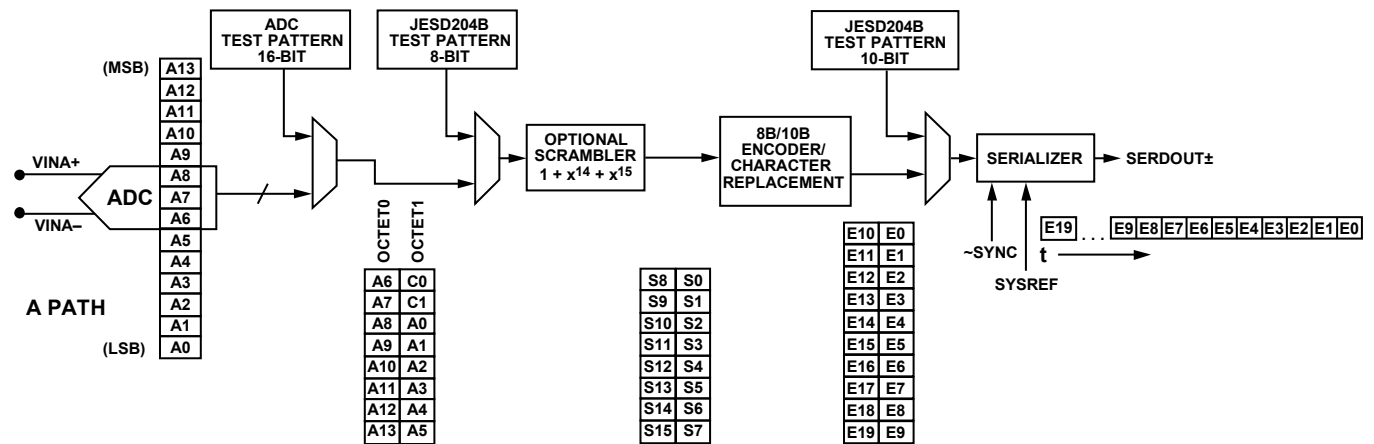 ADC
TEST PATTERN
16-BIT
JESD204B
TEST PATTERN
8-BIT
JESD204B
TEST PATTERN
10-BIT
(MSB)
A13
A12
A11
A10
A9
A8
A7
A6
A5
A4
A3
A2
A1
A0
(LSB)
VINA+
ADC
VINA–
A PATH
OPTIONAL
SCRAMBLER
1 + x14 + x15
8B/10B
ENCODER/
CHARACTER
REPLACEMENT
SERIALIZER
SERDOUT±
~SYNC
SYSREF
E19 . . . E9 E8 E7 E6 E5 E4 E3 E2 E1 E0
t
OCTET0
OCTET1
A6 C0
A7 C1
A8 A0
A9 A1
A10 A2
A11 A3
A12 A4
A13 A5
S8 S0
S9 S1
S10 S2
S11 S3
S12 S4
S13 S5
S14 S6
S15 S7
E10 E0
E11 E1
E12 E2
E13 E3
E14 E4
E15 E5
E16 E6
E17 E7
E18 E8
E19 E9